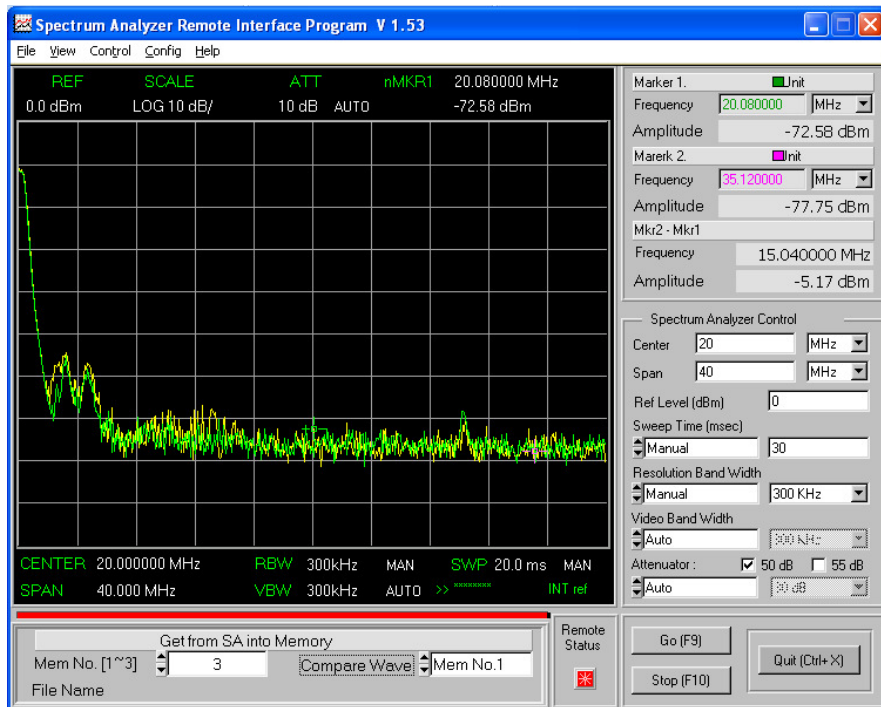 Spectrum Analyzer Remote Interface Program V 1.53
File View Control Config Help
REF SCALE ATT nMKR1 20.080000 MHz
0.0 dBm LOG 10 dB/ 10 dB AUTO -72.58 dBm
CENTER 20.000000 MHz RBW 300kHz MAN SWP 20.0 ms MAN
SPAN 40.000 MHz VBW 300kHz AUTO >> ******** INT ref
Marker 1. Unit
Frequency 20.080000 MHz
Amplitude -72.58 dBm
Marerk 2. Unit
Frequency 35.120000 MHz
Amplitude -77.75 dBm
Mkr2 - Mkr1
Frequency 15.040000 MHz
Amplitude -5.17 dBm
Spectrum Analyzer Control
Center 20 MHz
Span 40 MHz
Ref Level (dBm) 0
Sweep Time (msec)
Manual 30
Resolution Band Width
Manual 300 KHz
Video Band Width
Auto 300 KHz
Attenuator : 50 dB 55 dB
Auto dB
Get from SA into Memory
Mem No. [1~3] 3 Compare Wave Mem No.1
File Name
Remote
Status
Go (F9)
Stop (F10)
Quit (Ctrl+X)